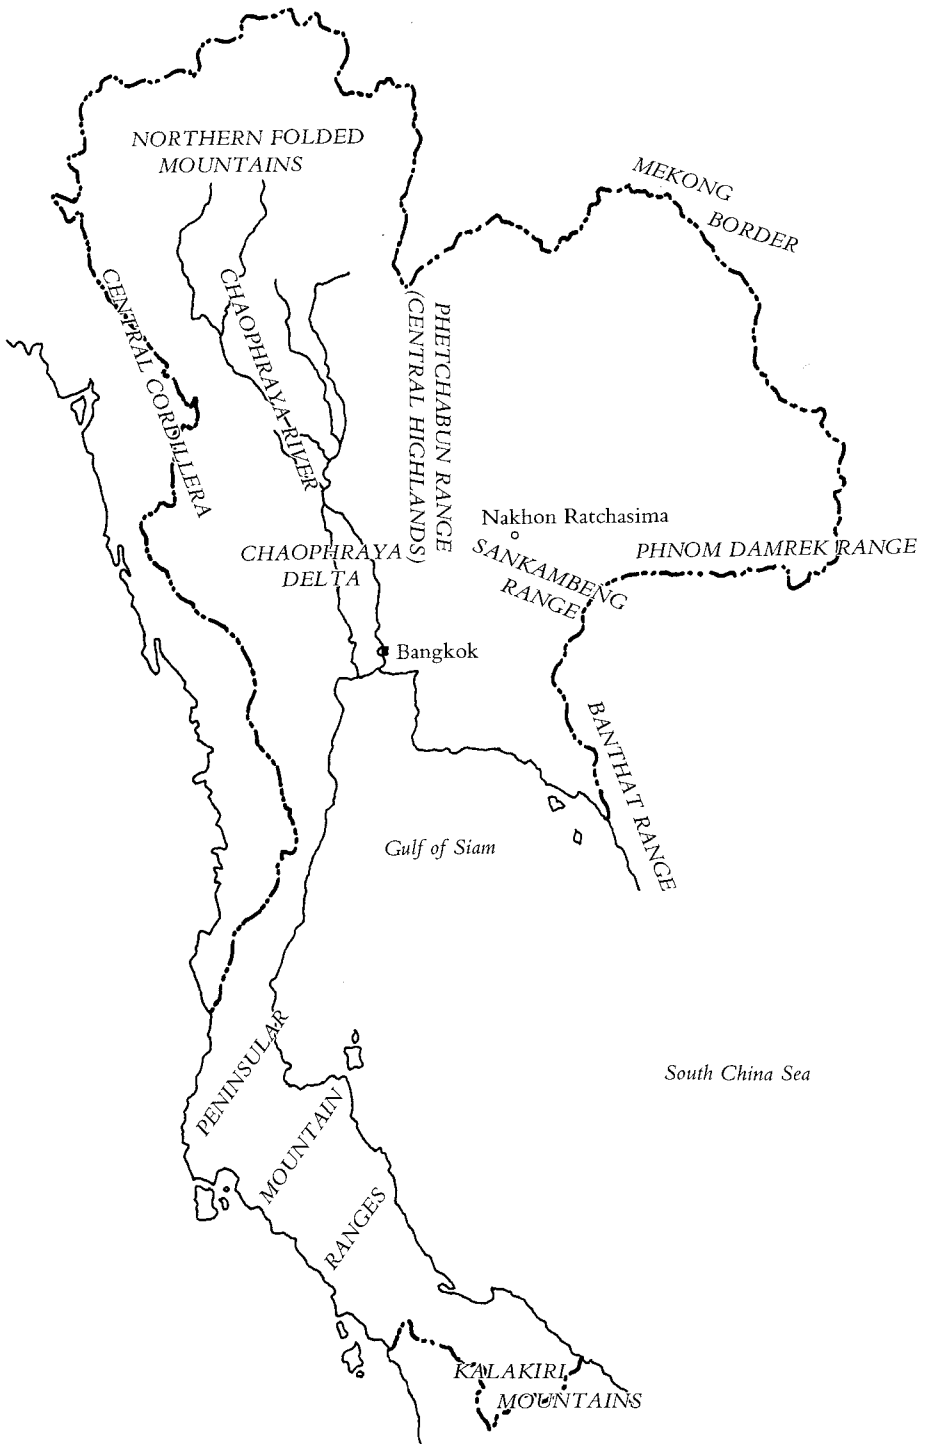 NORTHERN FOLDED
MOUNTAINS
MEKONG
BORDER
CENTRAL CORDILLERA
CHAOPHRAYA RIVER
PHETCHABUN RANGE
(CENTRAL HIGHLANDS)
Nakhon Ratchasima
SANKAMBENG
RANGE
PHNOM DAMREK RANGE
CHAOPHRAYA
DELTA
Bangkok
BANTHAT RANGE
Gulf of Siam
South China Sea
PENINSULAR
MOUNTAIN
RANGES
KALAKIRI
MOUNTAINS